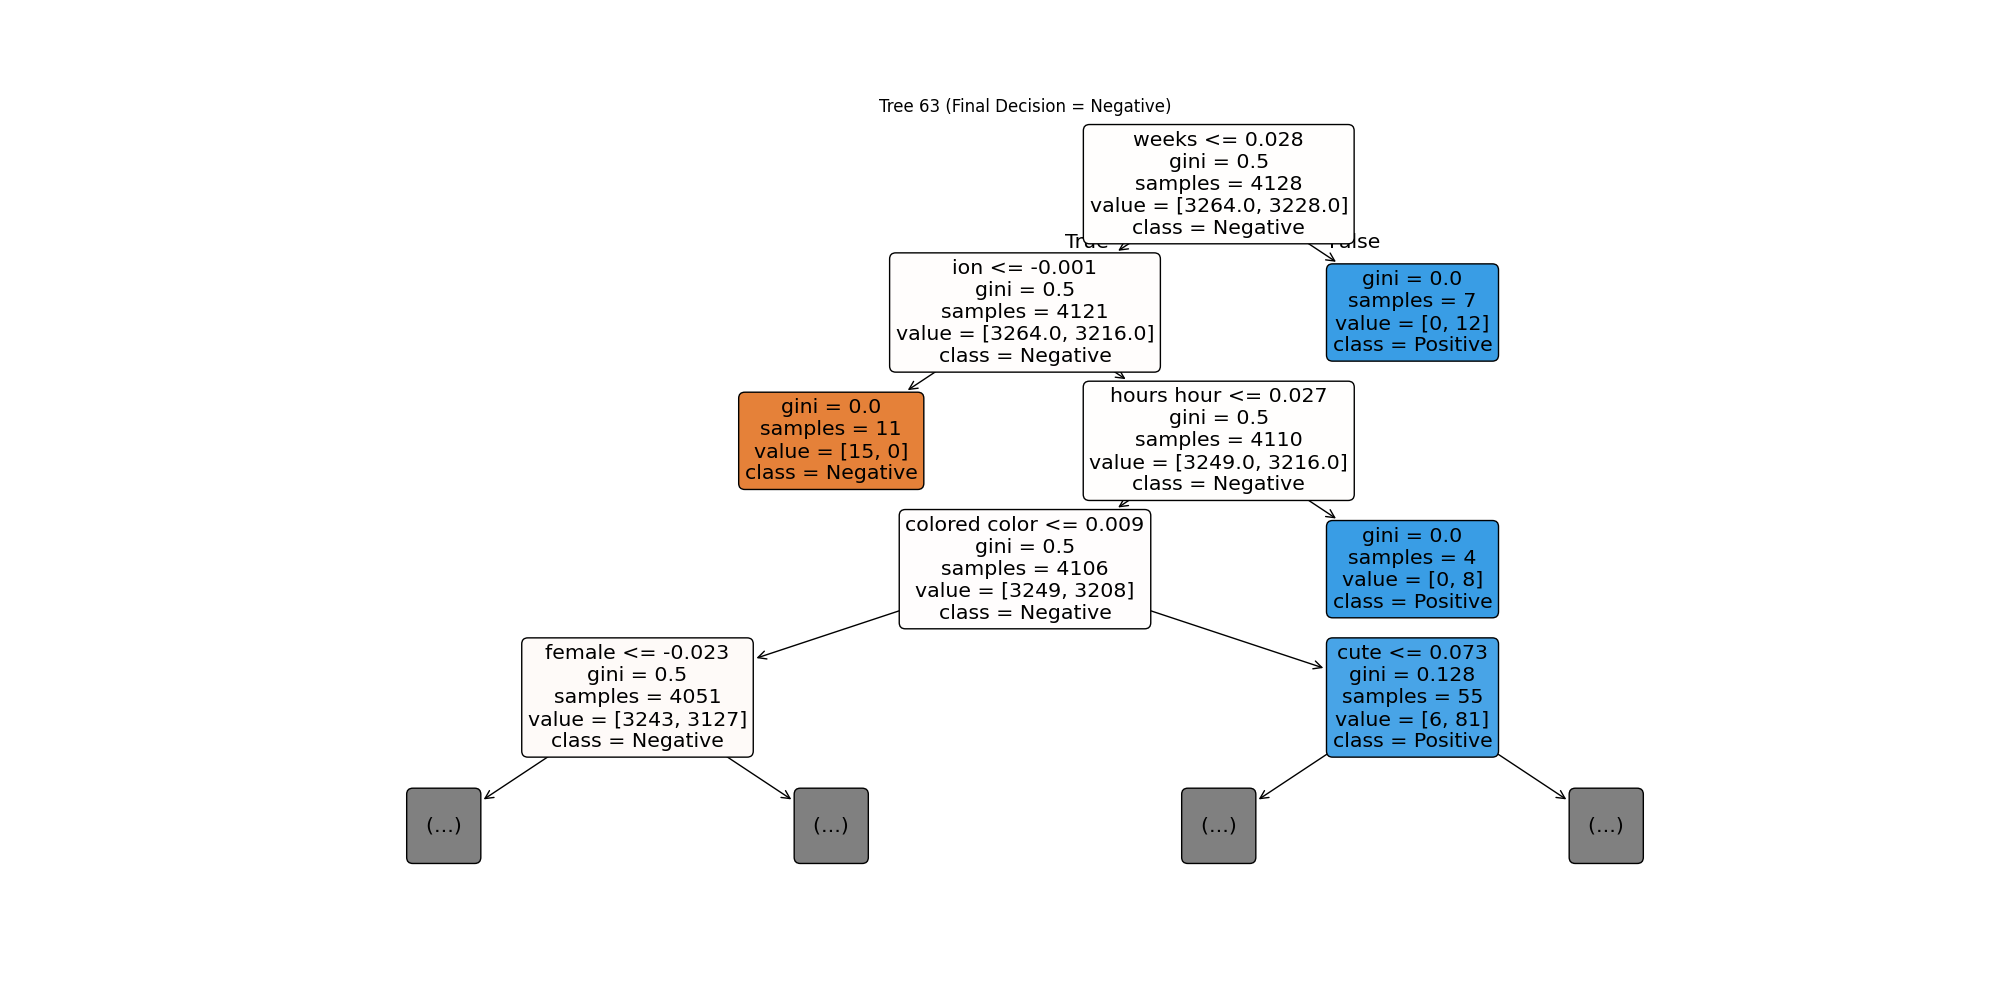 Tree 63 (Final Decision = Negative)
weeks <= 0.028
gini = 0.5
samples = 4128
value = [3264.0, 3228.0]
class = Negative
True
False
ion <= -0.001
gini = 0.5
samples = 4121
value = [3264.0, 3216.0]
class = Negative
gini = 0.0
samples = 7
value = [0, 12]
class = Positive
gini = 0.0
samples = 11
value = [15, 0]
class = Negative
hours hour <= 0.027
gini = 0.5
samples = 4110
value = [3249.0, 3216.0]
class = Negative
colored color <= 0.009
gini = 0.5
samples = 4106
value = [3249, 3208]
class = Negative
gini = 0.0
samples = 4
value = [0, 8]
class = Positive
female <= -0.023
gini = 0.5
samples = 4051
value = [3243, 3127]
class = Negative
cute <= 0.073
gini = 0.128
samples = 55
value = [6, 81]
class = Positive
(...)
(...)
(...)
(...)